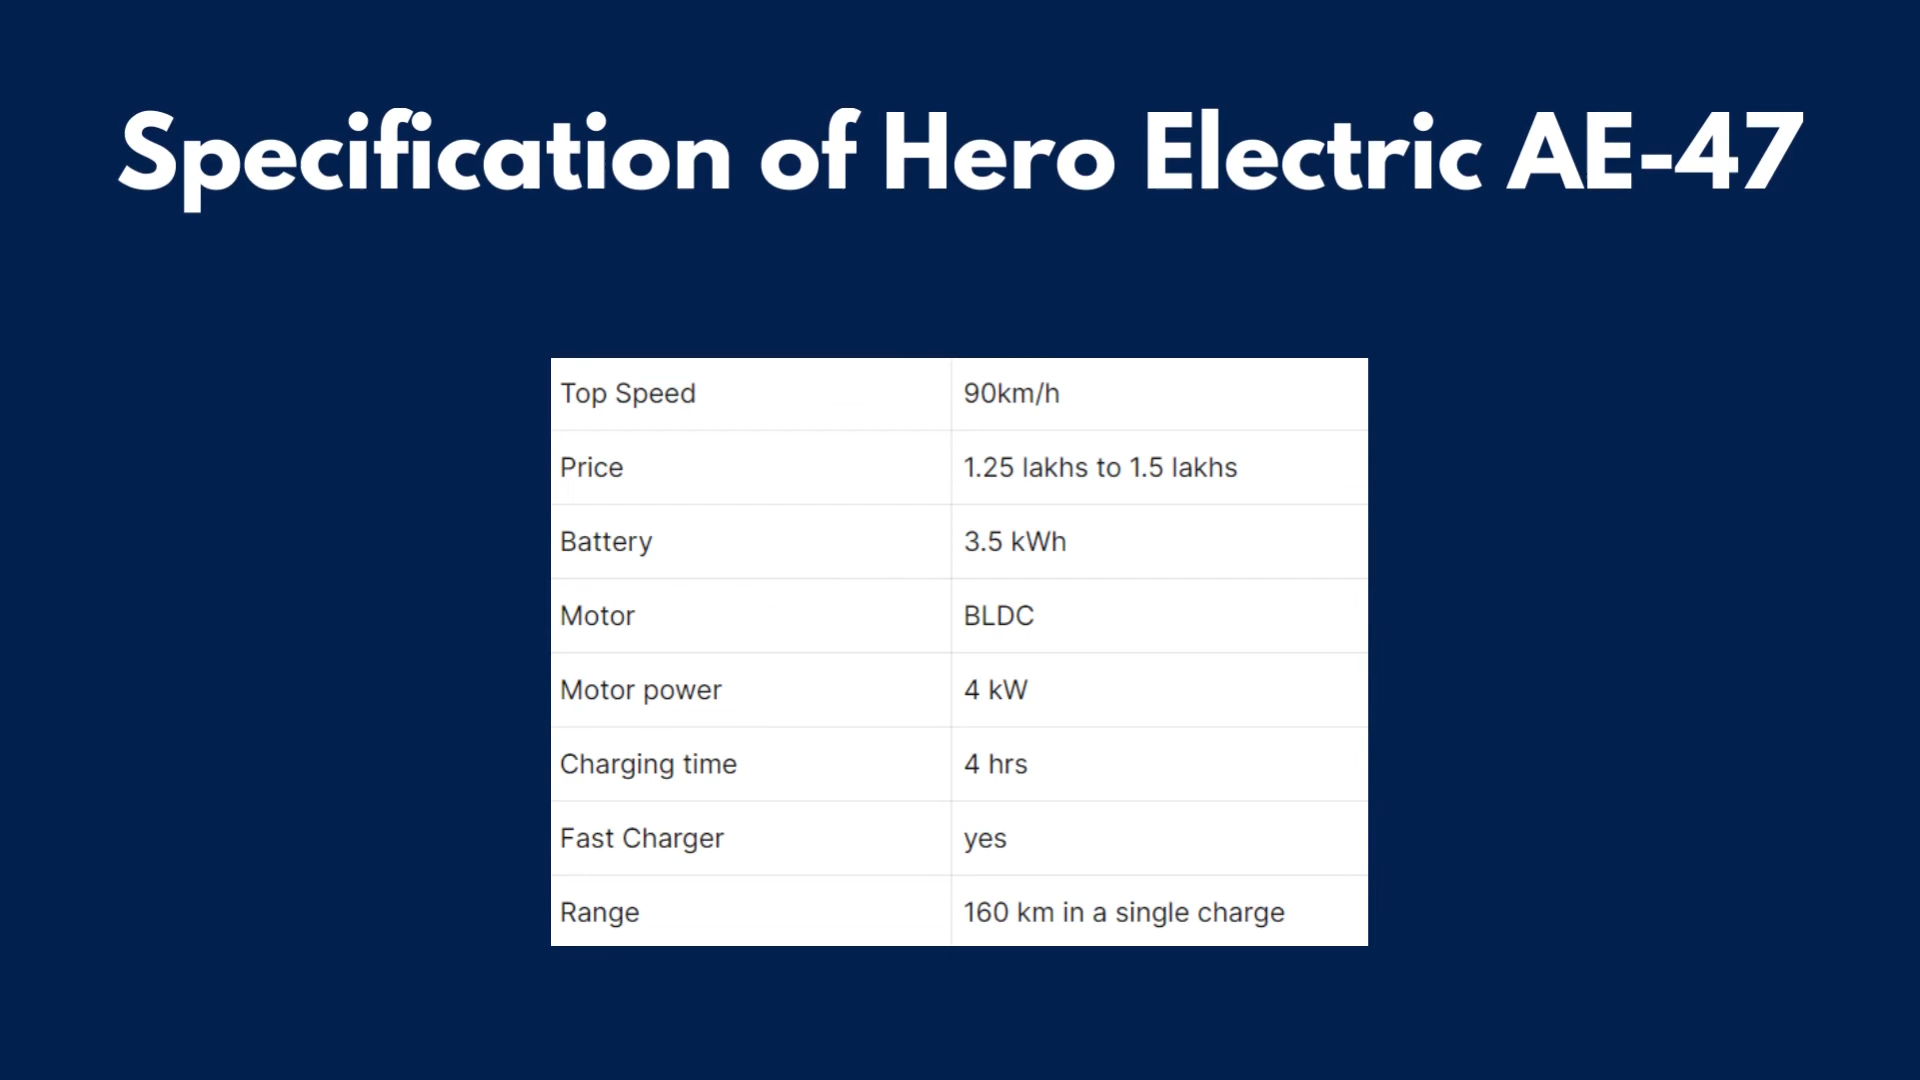 Specification of Hero Electric AE-47
Top Speed 90km/h
Price 1.25 lakhs to 1.5 lakhs
Battery 3.5 kWh
Motor BLDC
Motor power 4 kW
Charging time 4 hrs
Fast Charger yes
Range 160 km in a single charge